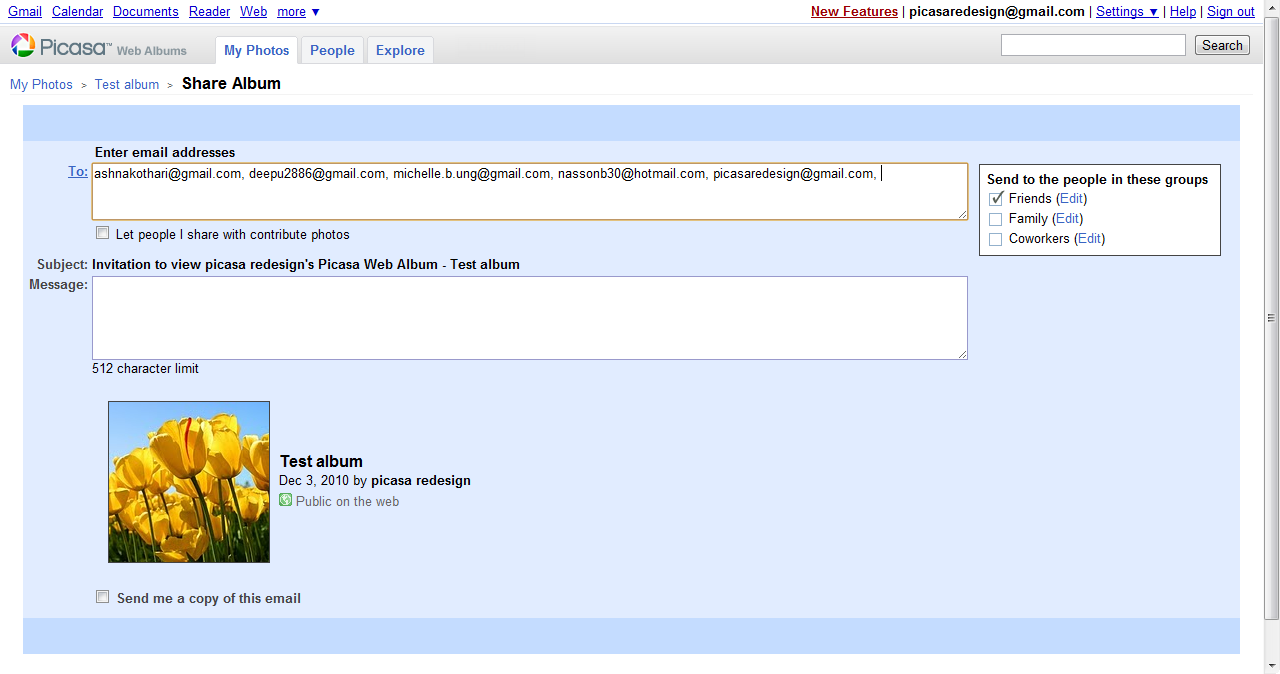 Gmail Calendar Documents Reader Web more ▼
New Features | picasaredesign@gmail.com | Settings ▼ | Help | Sign out
Picasa™ Web Albums My Photos People Explore Search
My Photos > Test album > Share Album
Enter email addresses
To: ashnakothari@gmail.com, deepu2886@gmail.com, michelle.b.ung@gmail.com, nassonb30@hotmail.com, picasaredesign@gmail.com,
Let people I share with contribute photos
Send to the people in these groups
Friends (Edit)
Family (Edit)
Coworkers (Edit)
Subject: Invitation to view picasa redesign's Picasa Web Album - Test album
Message:
512 character limit
Test album
Dec 3, 2010 by picasa redesign
Public on the web
Send me a copy of this email